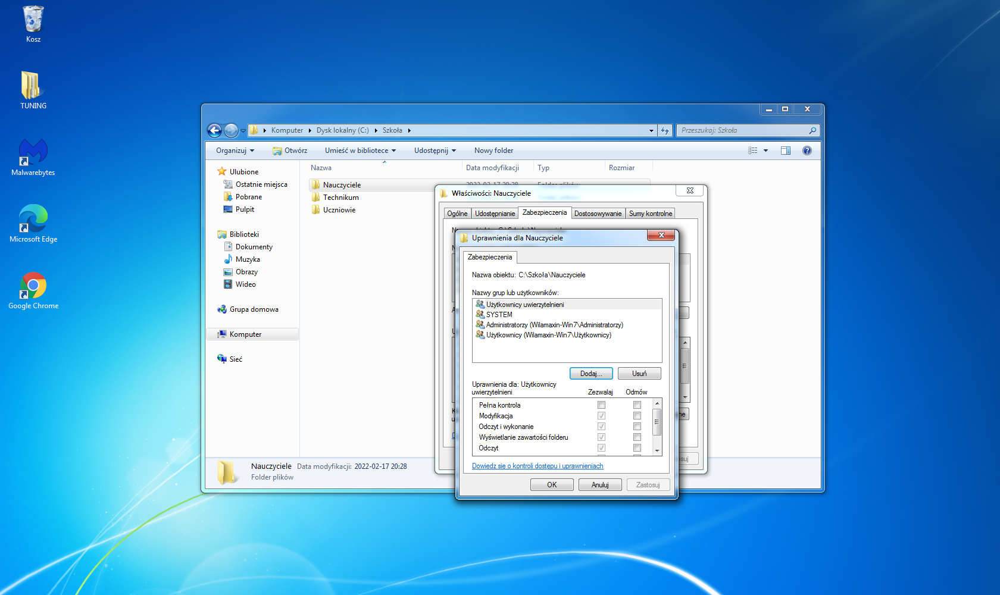 Kosz
TUNING
Malwarebytes
Microsoft Edge
Google Chrome
Komputer
Dysk lokalny (C:)
Szkoła
Przeszukaj: Szkoła
Organizuj
Otwórz
Umieść w bibliotece
Udostępnij
Nowy folder
Ulubione
Ostatnie miejsca
Pobrane
Pulpit
Biblioteki
Dokumenty
Muzyka
Obrazy
Wideo
Grupa domowa
Komputer
Sieć
Nazwa
Data modyfikacji
Typ
Rozmiar
Nauczyciele
Technikum
Uczniowie
Nauczyciele
Data modyfikacji: 2022-02-17 20:28
Folder plików
Właściwości: Nauczyciele
Ogólne
Udostępnianie
Zabezpieczenia
Dostosowywanie
Sumy kontrolne
Uprawnienia dla Nauczyciele
Zabezpieczenia
Nazwa obiektu: C:\Szkoła\Nauczyciele
Nazwy grup lub użytkowników:
Użytkownicy uwierzytelnieni
SYSTEM
Administratorzy (Wilamaxin-Win7\Administratorzy)
Użytkownicy (Wilamaxin-Win7\Użytkownicy)
Dodaj...
Usuń
Uprawnienia dla: Użytkownicy
uwierzytelnieni
Zezwalaj
Odmów
Pełna kontrola
Modyfikacja
Odczyt i wykonanie
Wyświetlanie zawartości folderu
Odczyt
Dowiedz się o kontroli dostępu i uprawnieniach
OK
Anuluj
Zastosuj